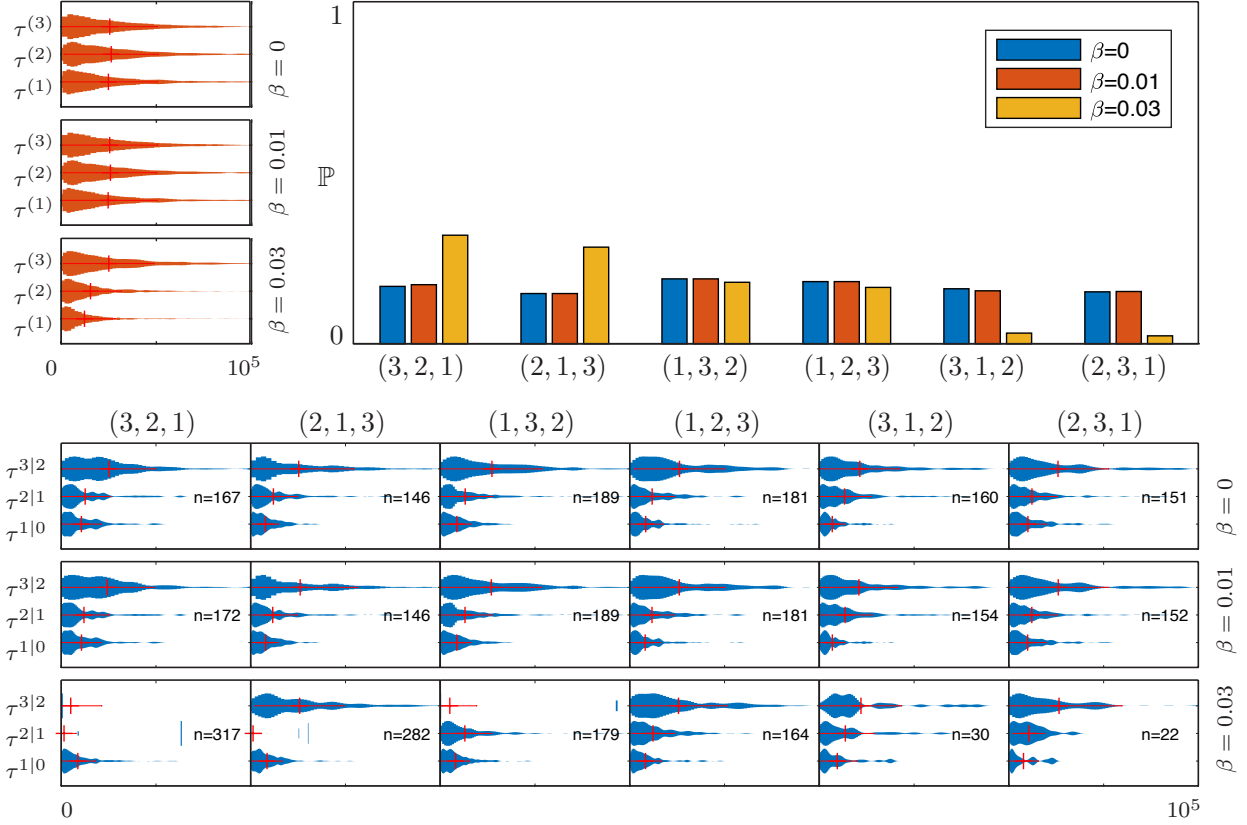 τ^(3)
τ^(2)
τ^(1)
β = 0
τ^(3)
τ^(2)
τ^(1)
β = 0.01
τ^(3)
τ^(2)
τ^(1)
β = 0.03
0 10^5
1
ℙ
0
β=0
β=0.01
β=0.03
(3, 2, 1) (2, 1, 3) (1, 3, 2) (1, 2, 3) (3, 1, 2) (2, 3, 1)
(3, 2, 1) (2, 1, 3) (1, 3, 2) (1, 2, 3) (3, 1, 2) (2, 3, 1)
τ^3|2
τ^2|1 n=167 n=146 n=189 n=181 n=160 n=151
τ^1|0
β = 0
τ^3|2
τ^2|1 n=172 n=146 n=189 n=181 n=154 n=152
τ^1|0
β = 0.01
τ^3|2
τ^2|1 n=317 n=282 n=179 n=164 n=30 n=22
τ^1|0
β = 0.03
0 10^5